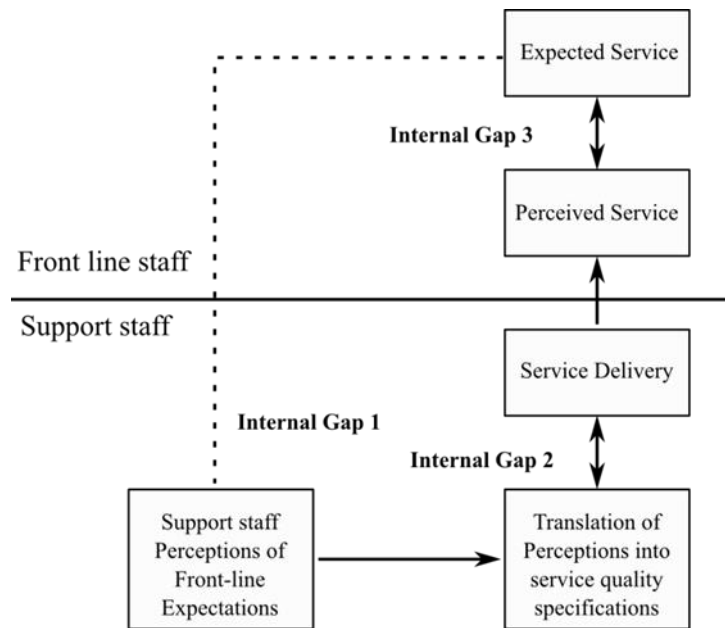 Expected Service
Internal Gap 3
Perceived Service
Front line staff
Support staff
Service Delivery
Internal Gap 1
Internal Gap 2
Support staff
Perceptions of
Front-line
Expectations
Translation of
Perceptions into
service quality
specifications